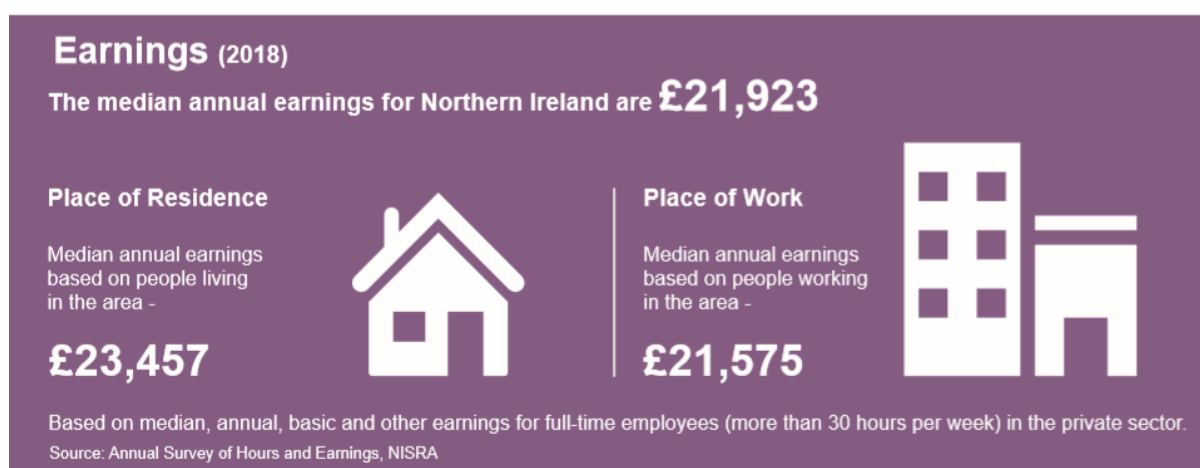 Earnings (2018)
The median annual earnings for Northern Ireland are £21,923
Place of Residence
Median annual earnings
based on people living
in the area -
£23,457
Place of Work
Median annual earnings
based on people working
in the area -
£21,575
Based on median, annual, basic and other earnings for full-time employees (more than 30 hours per week) in the private sector.
Source: Annual Survey of Hours and Earnings, NISRA